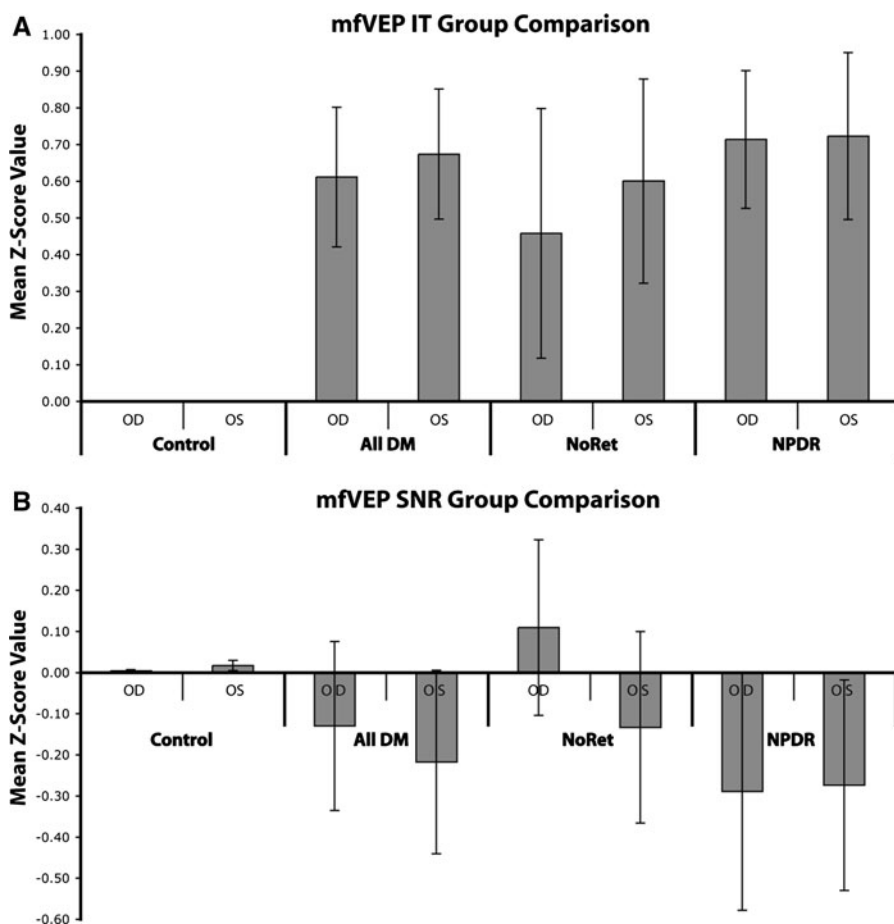 A
mfVEP IT Group Comparison
Mean Z-Score Value
1.00
0.90
0.80
0.70
0.60
0.50
0.40
0.30
0.20
0.10
0.00
OD OS OD OS OD OS OD OS
Control All DM NoRet NPDR
B
mfVEP SNR Group Comparison
Mean Z-Score Value
0.40
0.30
0.20
0.10
0.00
-0.10
-0.20
-0.30
-0.40
-0.50
-0.60
OD OS OD OS OD OS OD OS
Control All DM NoRet NPDR